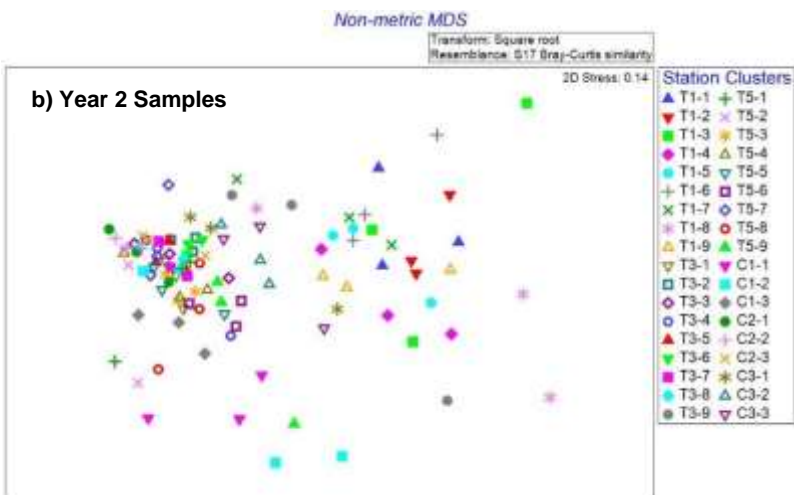 Non-metric MDS
Transform: Square root
Resemblance: S17 Bray-Curtis similarity
2D Stress: 0.14
b) Year 2 Samples
Station Clusters
T1-1 T5-1
T1-2 T5-2
T1-3 T5-3
T1-4 T5-4
T1-5 T5-5
T1-6 T5-6
T1-7 T5-7
T1-8 T5-8
T1-9 T5-9
T3-1 C1-1
T3-2 C1-2
T3-3 C1-3
T3-4 C2-1
T3-5 C2-2
T3-6 C2-3
T3-7 C3-1
T3-8 C3-2
T3-9 C3-3